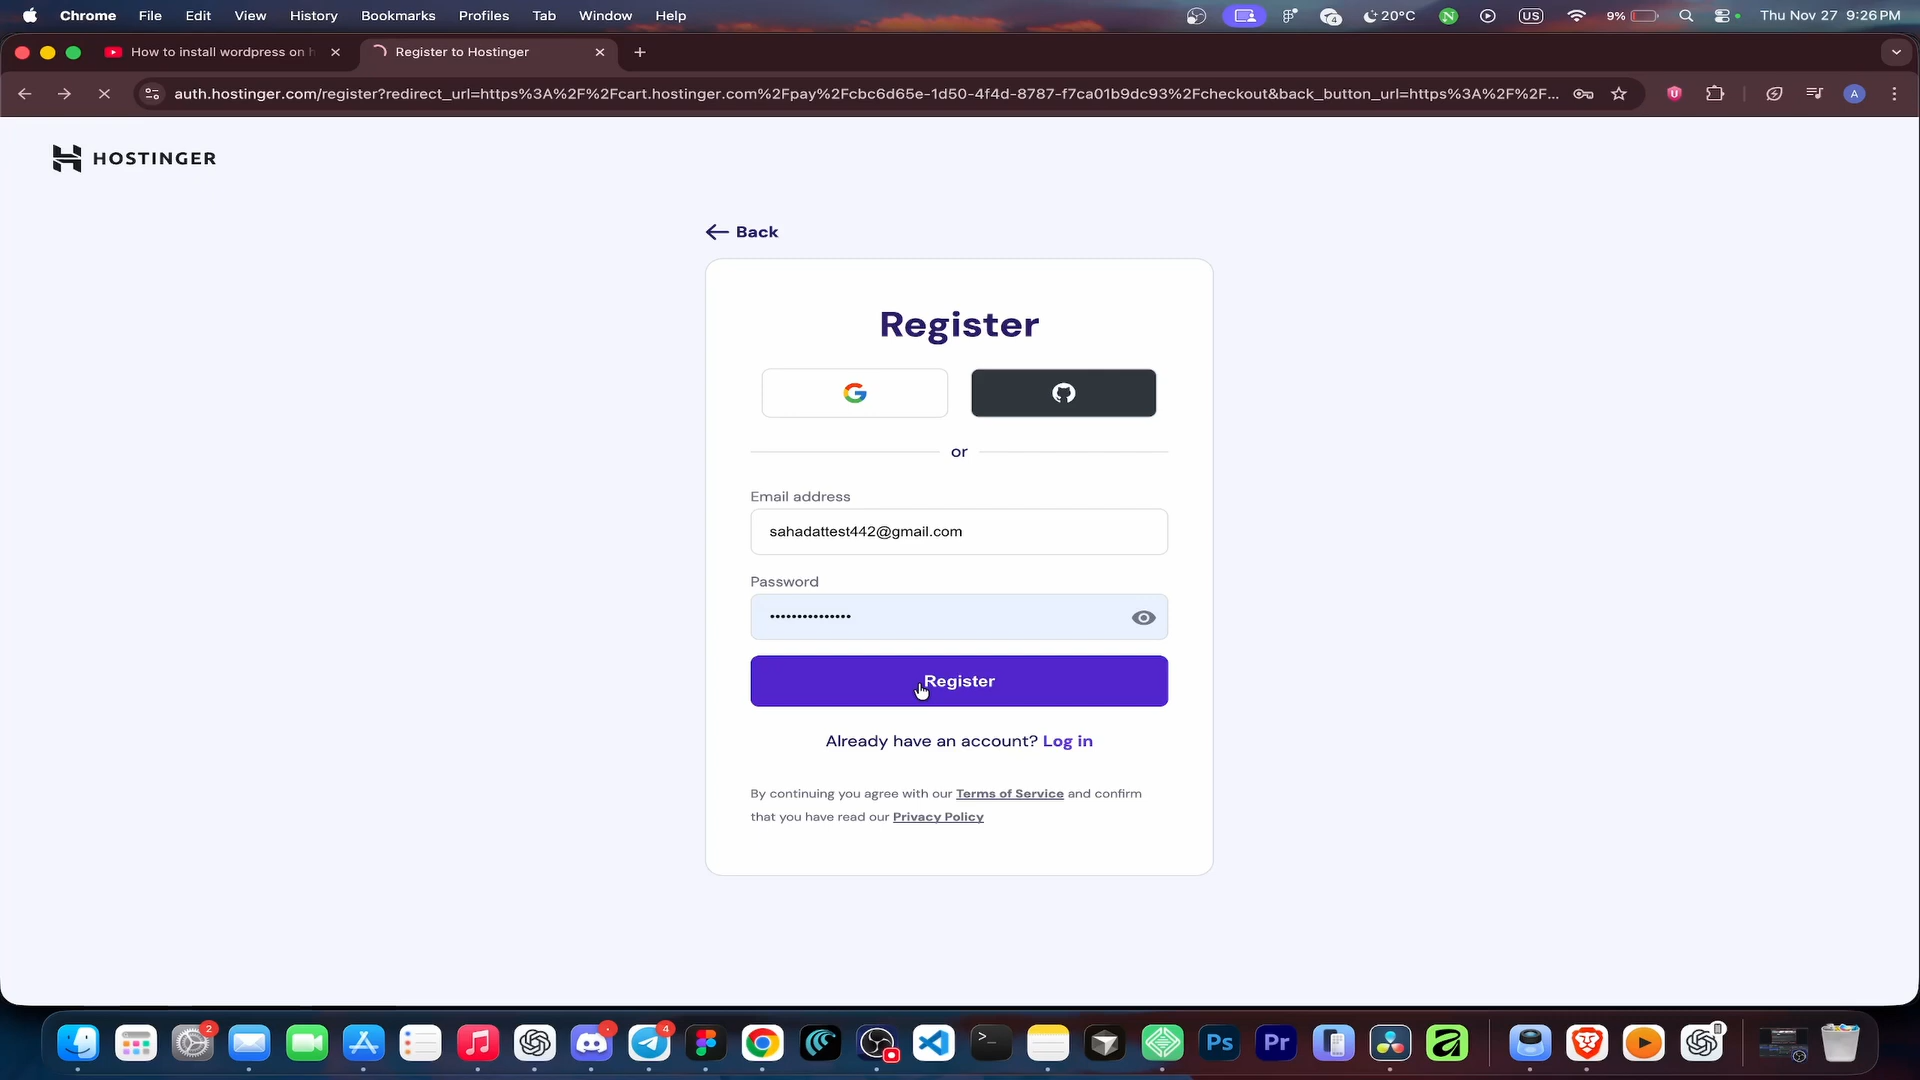 Chrome File Edit View History Bookmarks Profiles Tab Window Help 4 20°C N US 9% Thu Nov 27 9:26 PM
How to install wordpress on h Register to Hostinger
auth.hostinger.com/register?redirect_url=https%3A%2F%2Fcart.hostinger.com%2Fpay%2Fcbc6d65e-1d50-4f4d-8787-f7ca01b9dc93%2Fcheckout&back_button_url=https%3A%2F%2F... A
HOSTINGER
Back
Register
or
Email address
sahadattest442@gmail.com
Password
•••••••••••••••
Register
Already have an account? Log in
By continuing you agree with our Terms of Service and confirm
that you have read our Privacy Policy
2 4 Ps Pr